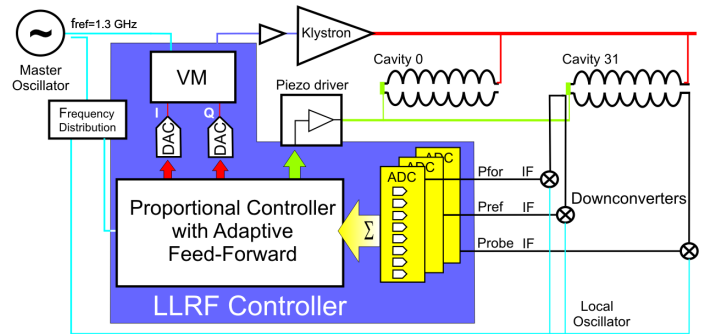 fref=1.3 GHz
Klystron
Master
Oscillator
VM
Piezo driver
Cavity 0
Cavity 31
Frequency
Distribution
I
Q
DAC
DAC
ADC
ADC
ADC
Pfor IF
Pref IF
Probe IF
Downconverters
Proportional Controller
with Adaptive
Feed-Forward
Σ
LLRF Controller
Local
Oscillator